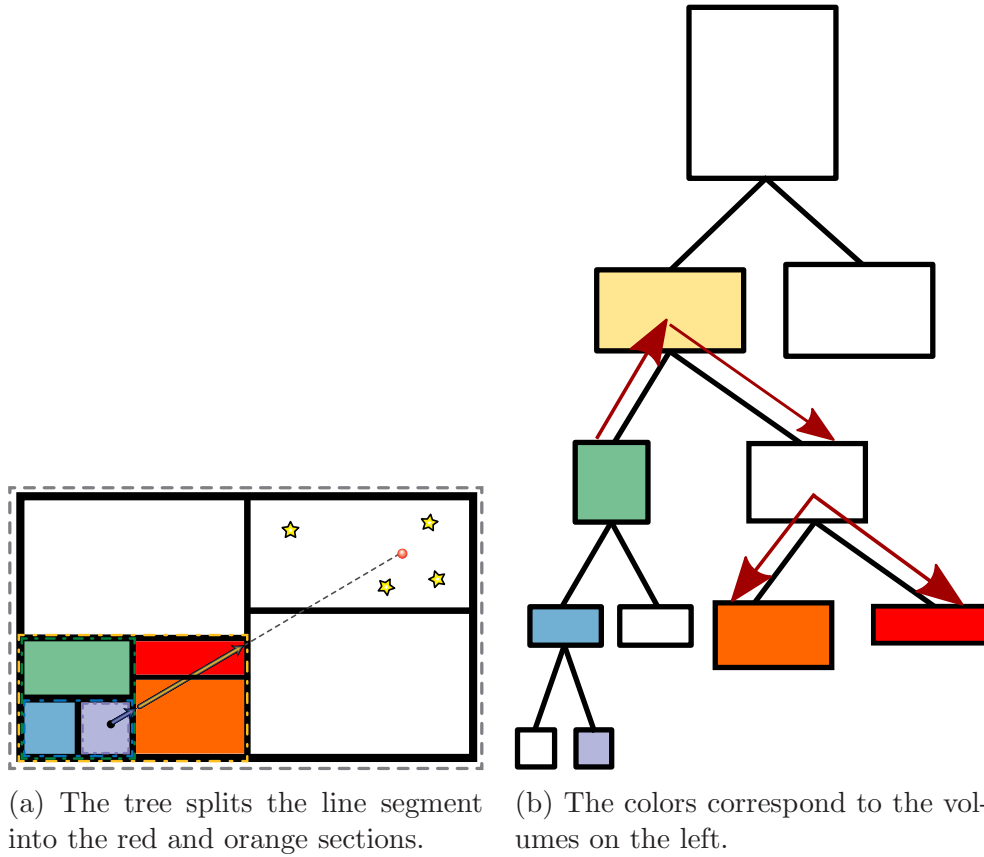 (a) The tree splits the line segment
into the red and orange sections.
(b) The colors correspond to the vol-
umes on the left.